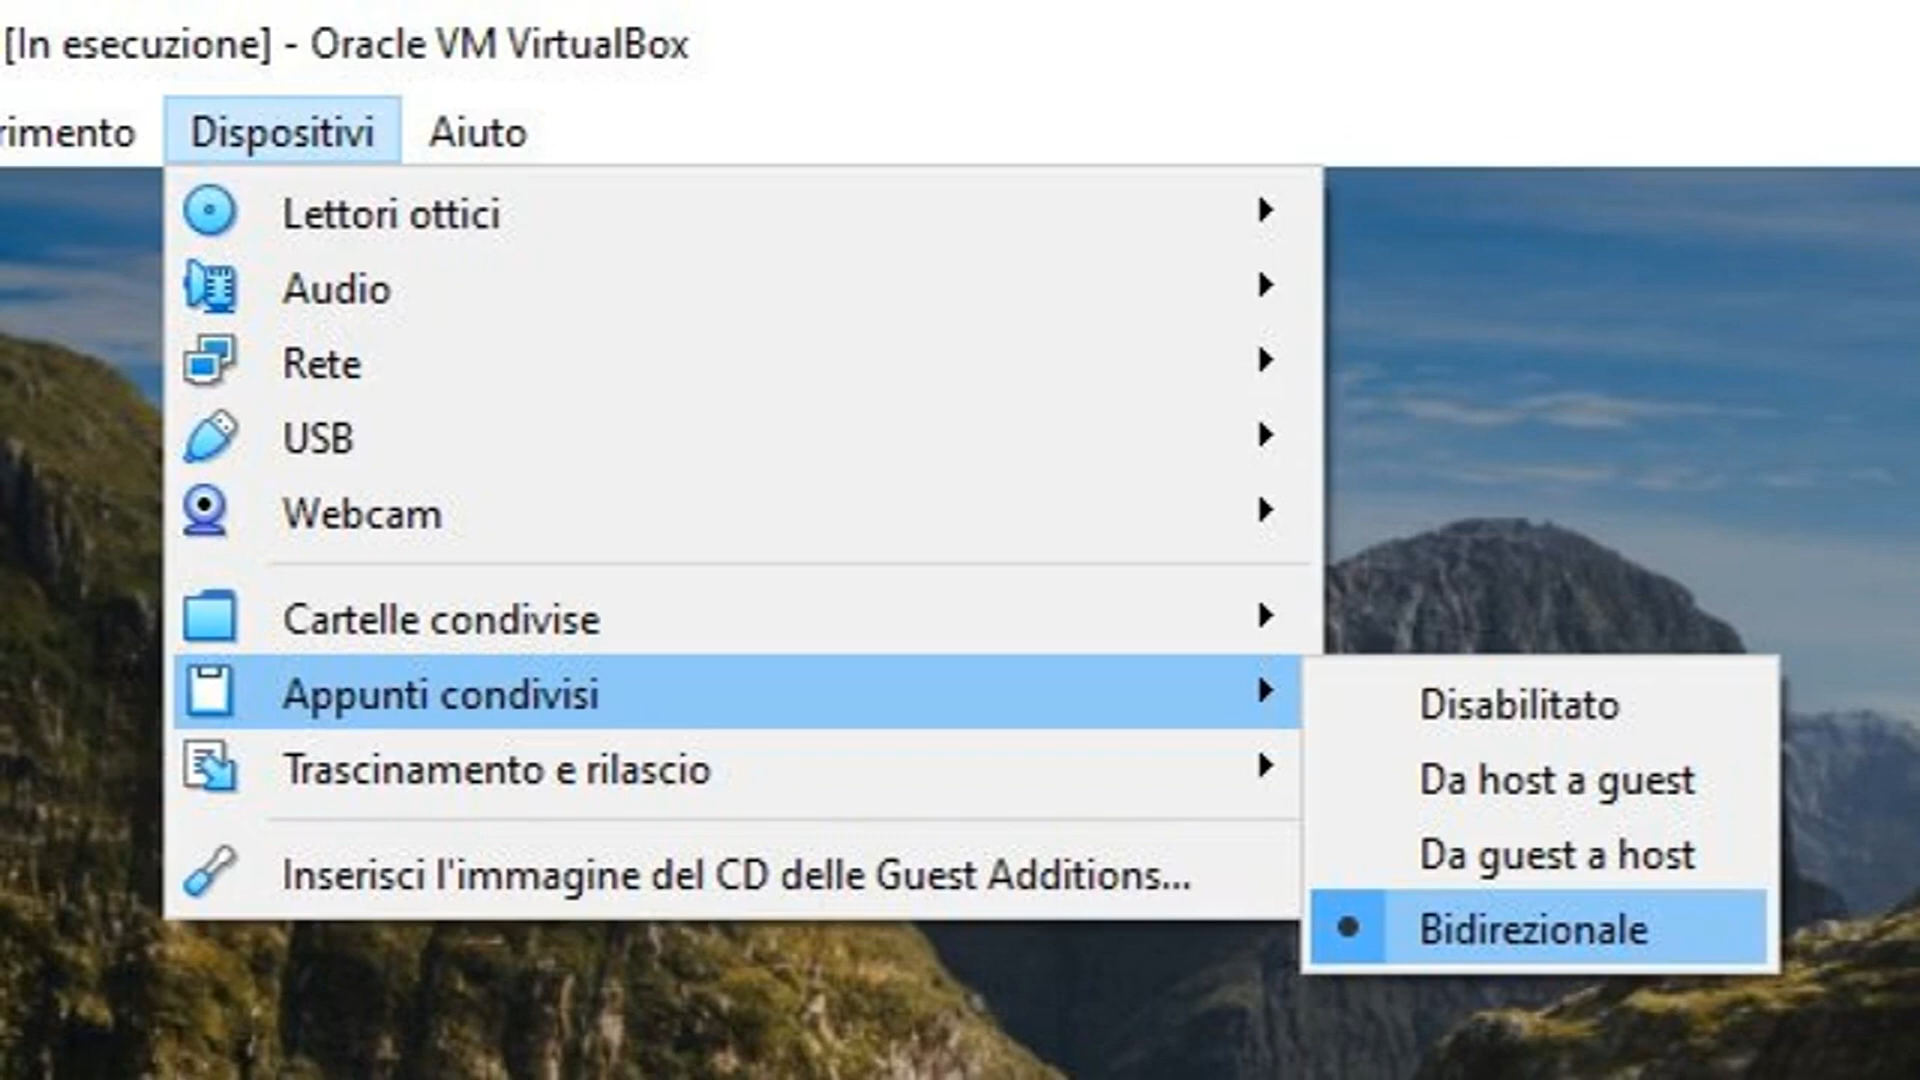 [In esecuzione] - Oracle VM VirtualBox
rimento Dispositivi Aiuto
Lettori ottici
Audio
Rete
USB
Webcam
Cartelle condivise
Appunti condivisi
Trascinamento e rilascio
Inserisci l'immagine del CD delle Guest Additions...
Disabilitato
Da host a guest
Da guest a host
Bidirezionale